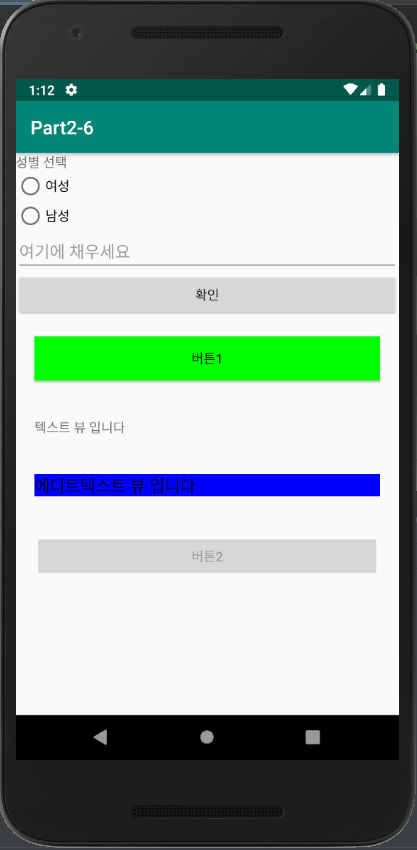 1:12
Part2-6
성별 선택
여성
남성
여기에 채우세요
확인
버튼1
텍스트 뷰 입니다
에디트텍스트 뷰 입니다
버튼2